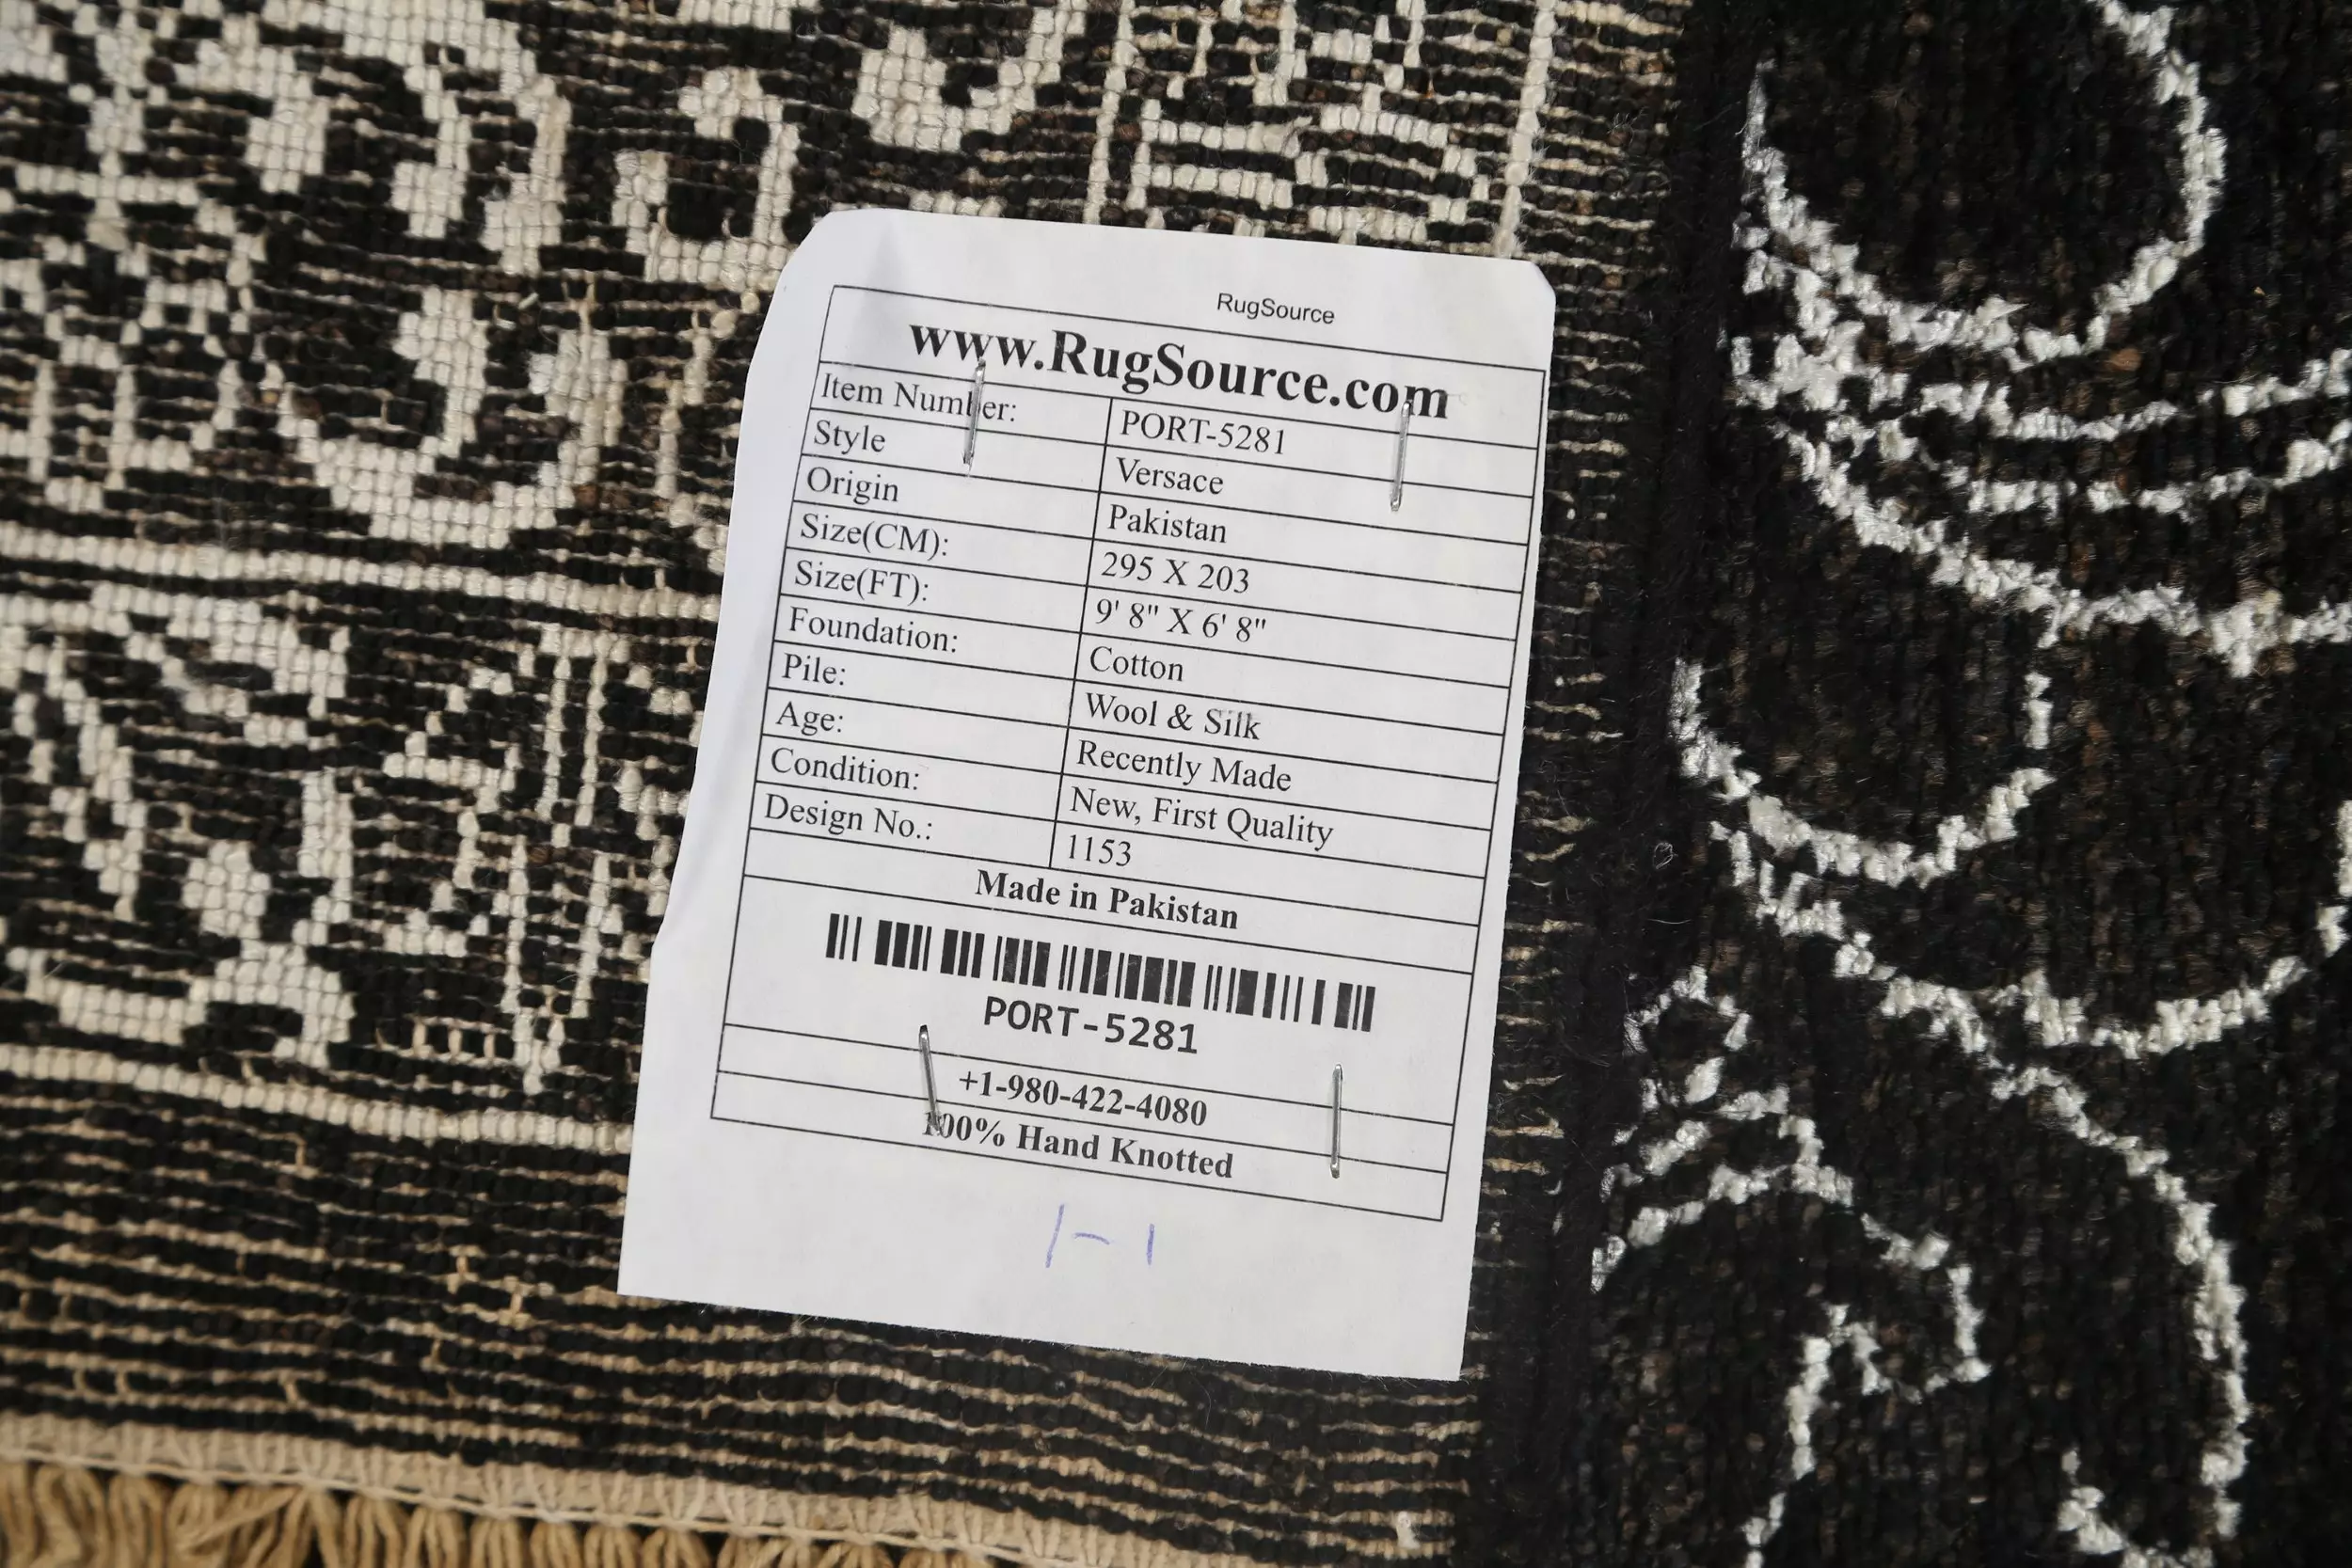 RugSource
www.RugSource.com
Item Number: PORT-5281
Style Versace
Origin Pakistan
Size(CM): 295 X 203
Size(FT): 9' 8" X 6' 8"
Foundation: Cotton
Pile: Wool & Silk
Age: Recently Made
Condition: New, First Quality
Design No.: 1153
Made in Pakistan
PORT-5281
+1-980-422-4080
100% Hand Knotted
1-1